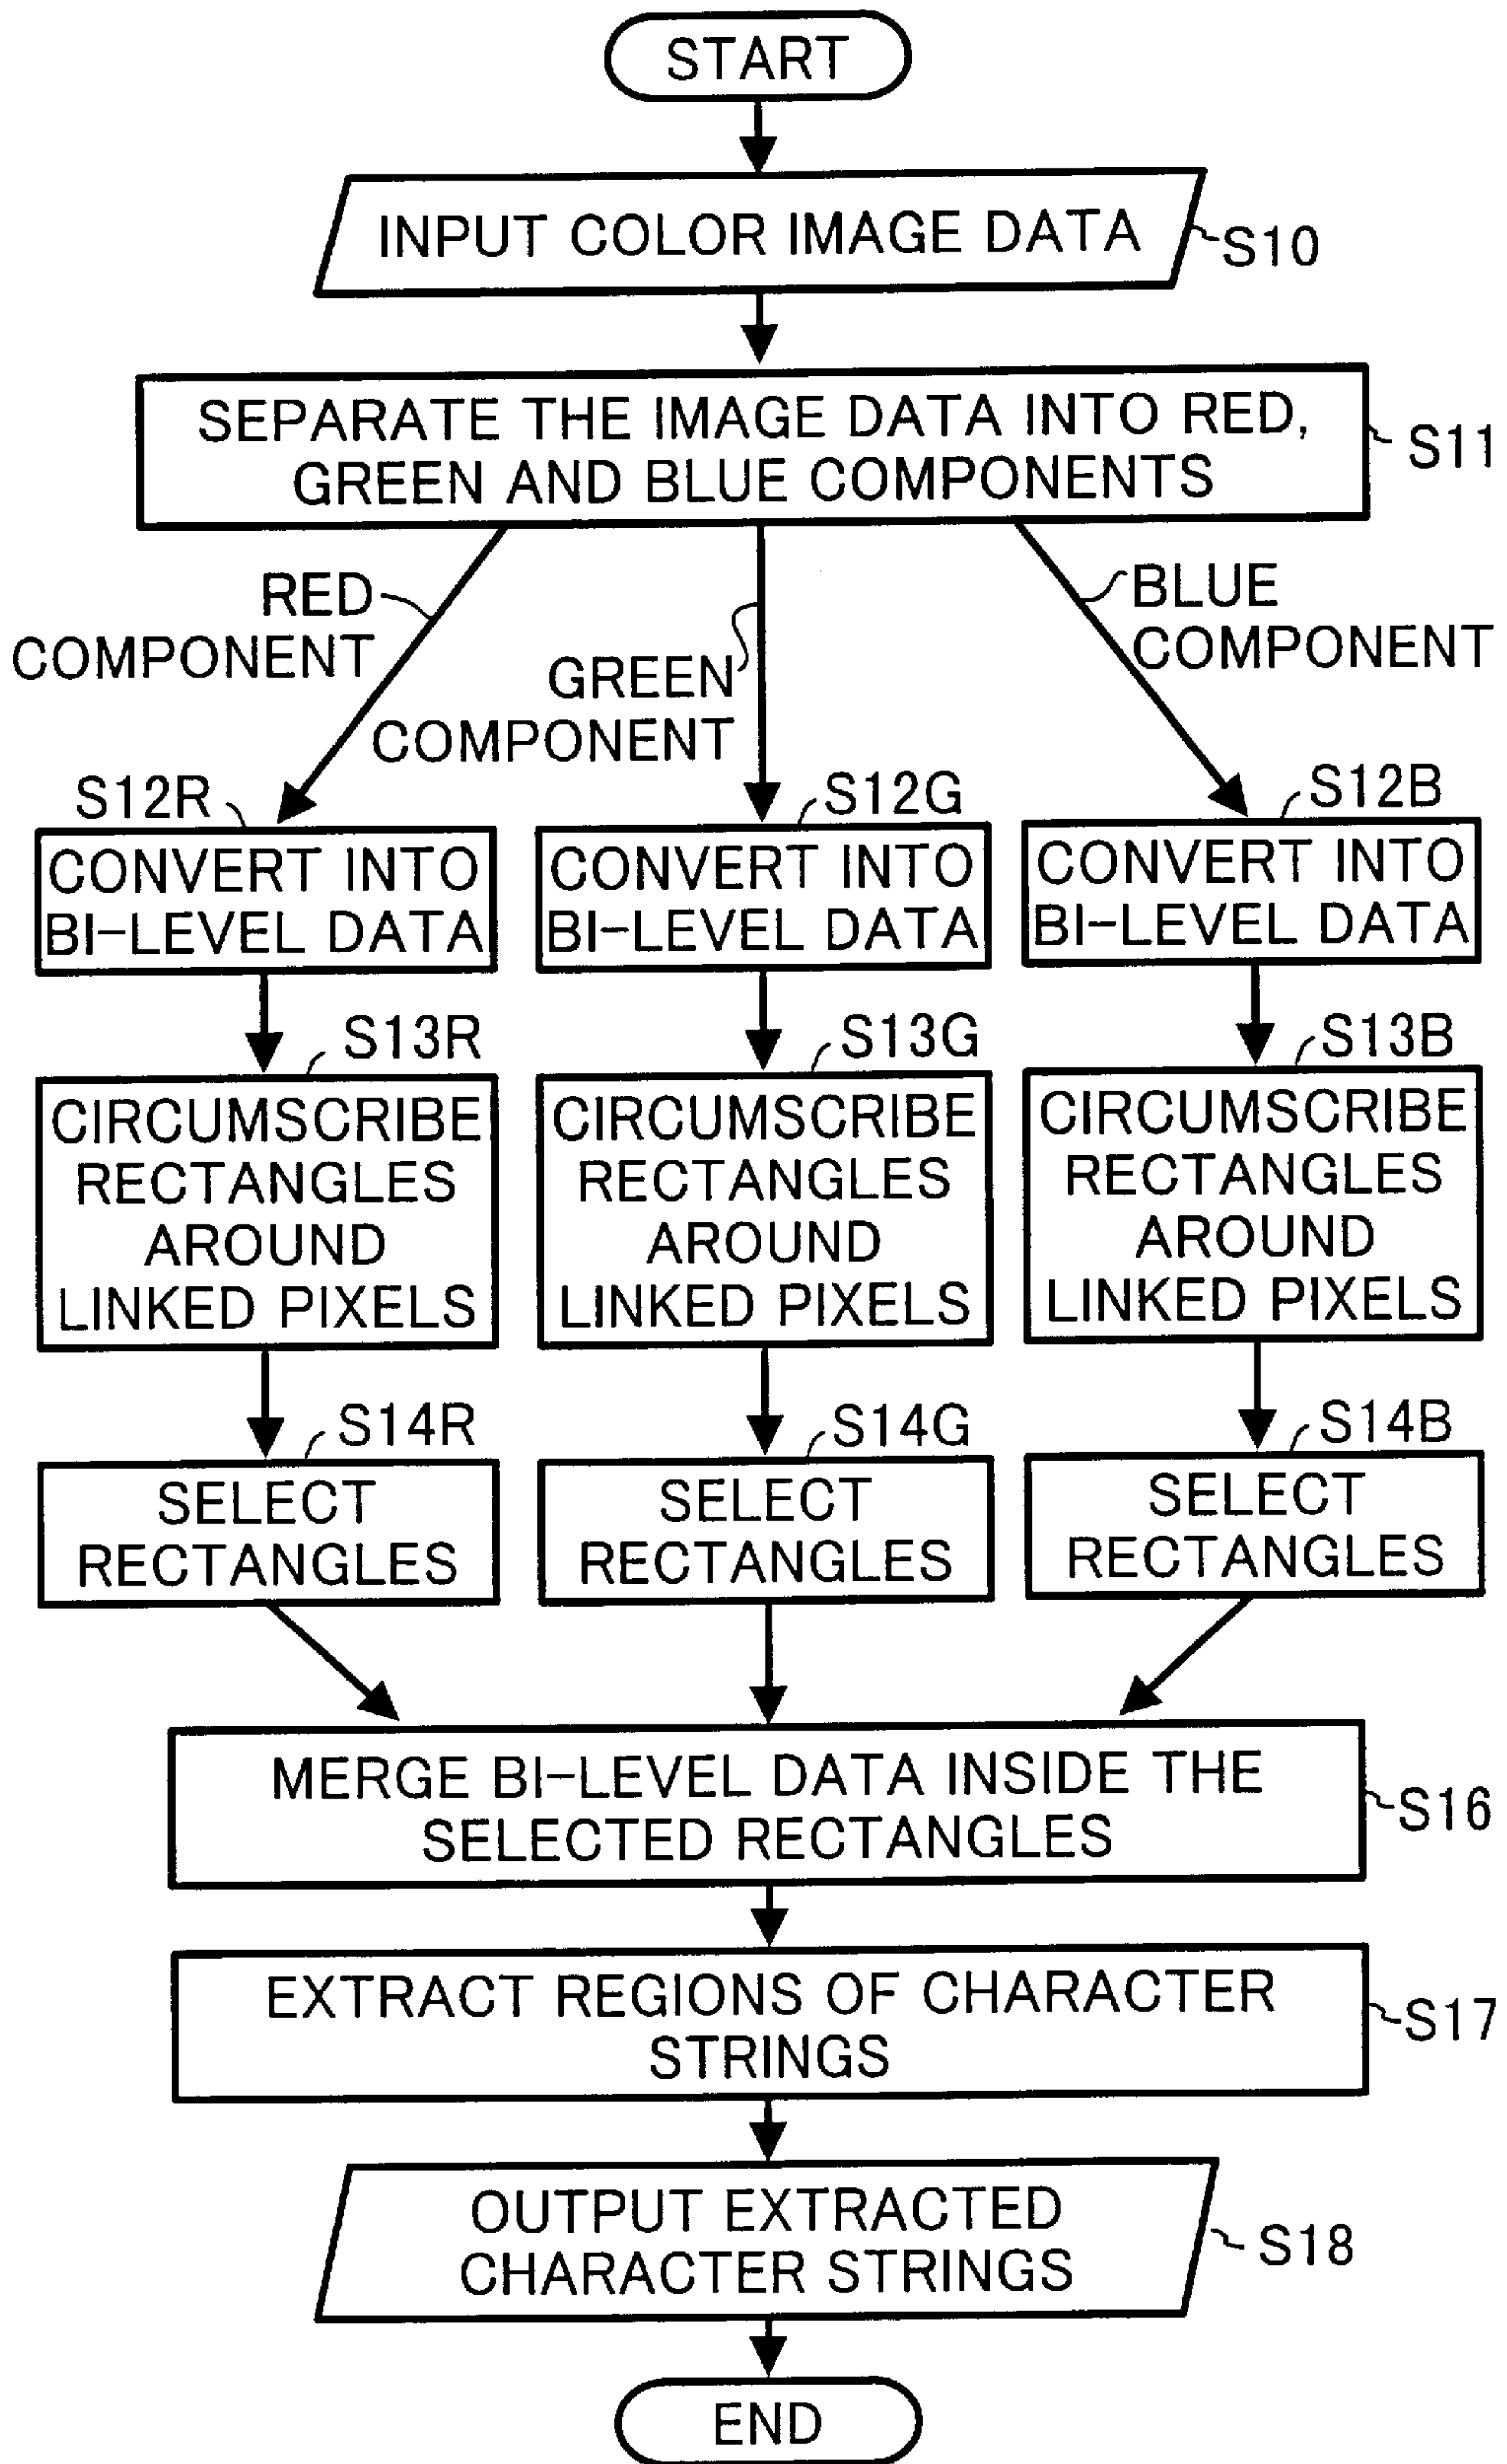 START
INPUT COLOR IMAGE DATA
S10
SEPARATE THE IMAGE DATA INTO RED,
GREEN AND BLUE COMPONENTS
S11
RED
COMPONENT
GREEN
COMPONENT
BLUE
COMPONENT
S12R
CONVERT INTO
BI-LEVEL DATA
S12G
CONVERT INTO
BI-LEVEL DATA
S12B
CONVERT INTO
BI-LEVEL DATA
S13R
CIRCUMSCRIBE
RECTANGLES
AROUND
LINKED PIXELS
S13G
CIRCUMSCRIBE
RECTANGLES
AROUND
LINKED PIXELS
S13B
CIRCUMSCRIBE
RECTANGLES
AROUND
LINKED PIXELS
S14R
SELECT
RECTANGLES
S14G
SELECT
RECTANGLES
S14B
SELECT
RECTANGLES
MERGE BI-LEVEL DATA INSIDE THE
SELECTED RECTANGLES
S16
EXTRACT REGIONS OF CHARACTER
STRINGS
S17
OUTPUT EXTRACTED
CHARACTER STRINGS
S18
END